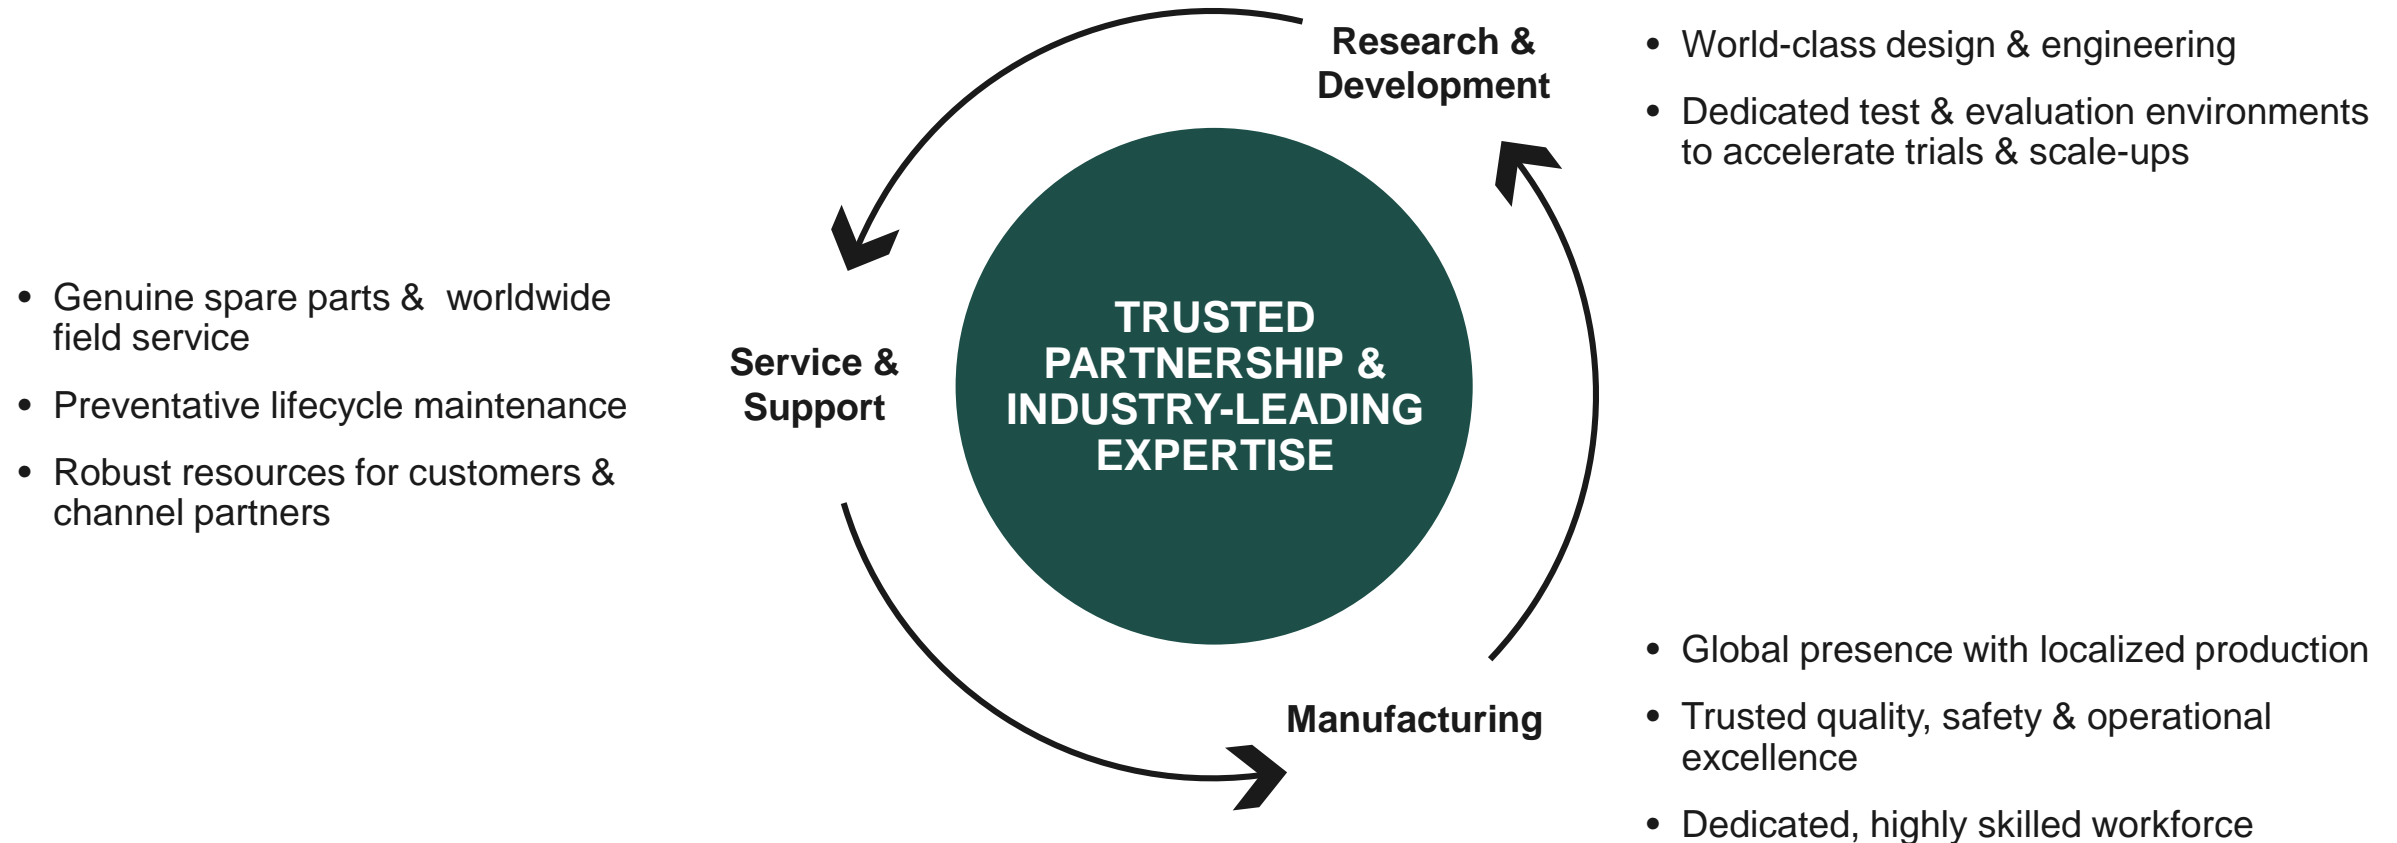 Research &
Development
• World-class design & engineering
• Dedicated test & evaluation environments
to accelerate trials & scale-ups
• Genuine spare parts & worldwide
field service
• Preventative lifecycle maintenance
• Robust resources for customers &
channel partners
Service &
Support
TRUSTED
PARTNERSHIP &
INDUSTRY-LEADING
EXPERTISE
Manufacturing
• Global presence with localized production
• Trusted quality, safety & operational
excellence
• Dedicated, highly skilled workforce